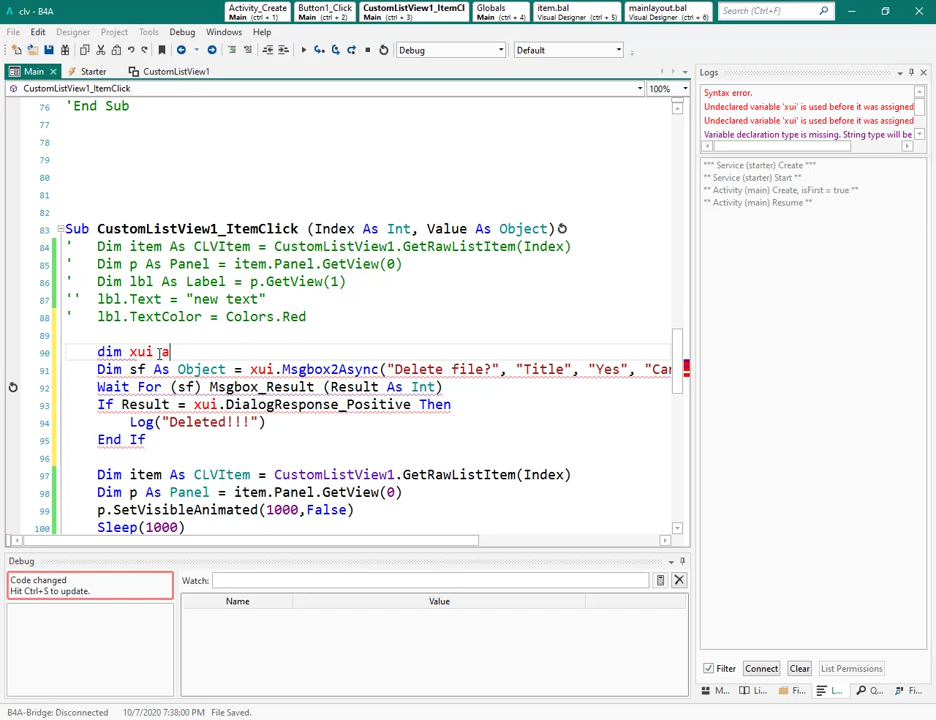 clv - B4A
Activity_Create
Main (ctrl + 1)
Button1_Click
Main (ctrl + 2)
CustomListView1_ItemCl
Main (ctrl + 3)
Globals
Main (ctrl + 4)
item.bal
Visual Designer (ctrl + 5)
mainlayout.bal
Visual Designer (ctrl + 6)
Search (Ctrl+F)
File Edit Designer Project Tools Debug Windows Help
Debug Default
Main Starter CustomListView1
CustomListView1_ItemClick 100%
76 'End Sub
77
78
79
80
81
82
83 Sub CustomListView1_ItemClick (Index As Int, Value As Object)
84 ' Dim item As CLVItem = CustomListView1.GetRawListItem(Index)
85 ' Dim p As Panel = item.Panel.GetView(0)
86 ' Dim lbl As Label = p.GetView(1)
87 '' lbl.Text = "new text"
88 ' lbl.TextColor = Colors.Red
89
90 dim xui a
91 Dim sf As Object = xui.Msgbox2Async("Delete file?", "Title", "Yes", "Can
92 Wait For (sf) Msgbox_Result (Result As Int)
93 If Result = xui.DialogResponse_Positive Then
94 Log("Deleted!!!")
95 End If
96
97 Dim item As CLVItem = CustomListView1.GetRawListItem(Index)
98 Dim p As Panel = item.Panel.GetView(0)
99 p.SetVisibleAnimated(1000,False)
100 Sleep(1000)
Logs
Syntax error.
Undeclared variable 'xui' is used before it was assigned
Undeclared variable 'xui' is used before it was assigned
Variable declaration type is missing. String type will be
*** Service (starter) Create ***
** Service (starter) Start **
** Activity (main) Create, isFirst = true **
** Activity (main) Resume **
Filter Connect Clear List Permissions
M... Li... Fi... L... Q... Fi...
Debug
Code changed
Hit Ctrl+S to update.
Watch:
Name Value
B4A-Bridge: Disconnected 10/7/2020 7:38:00 PM File Saved.